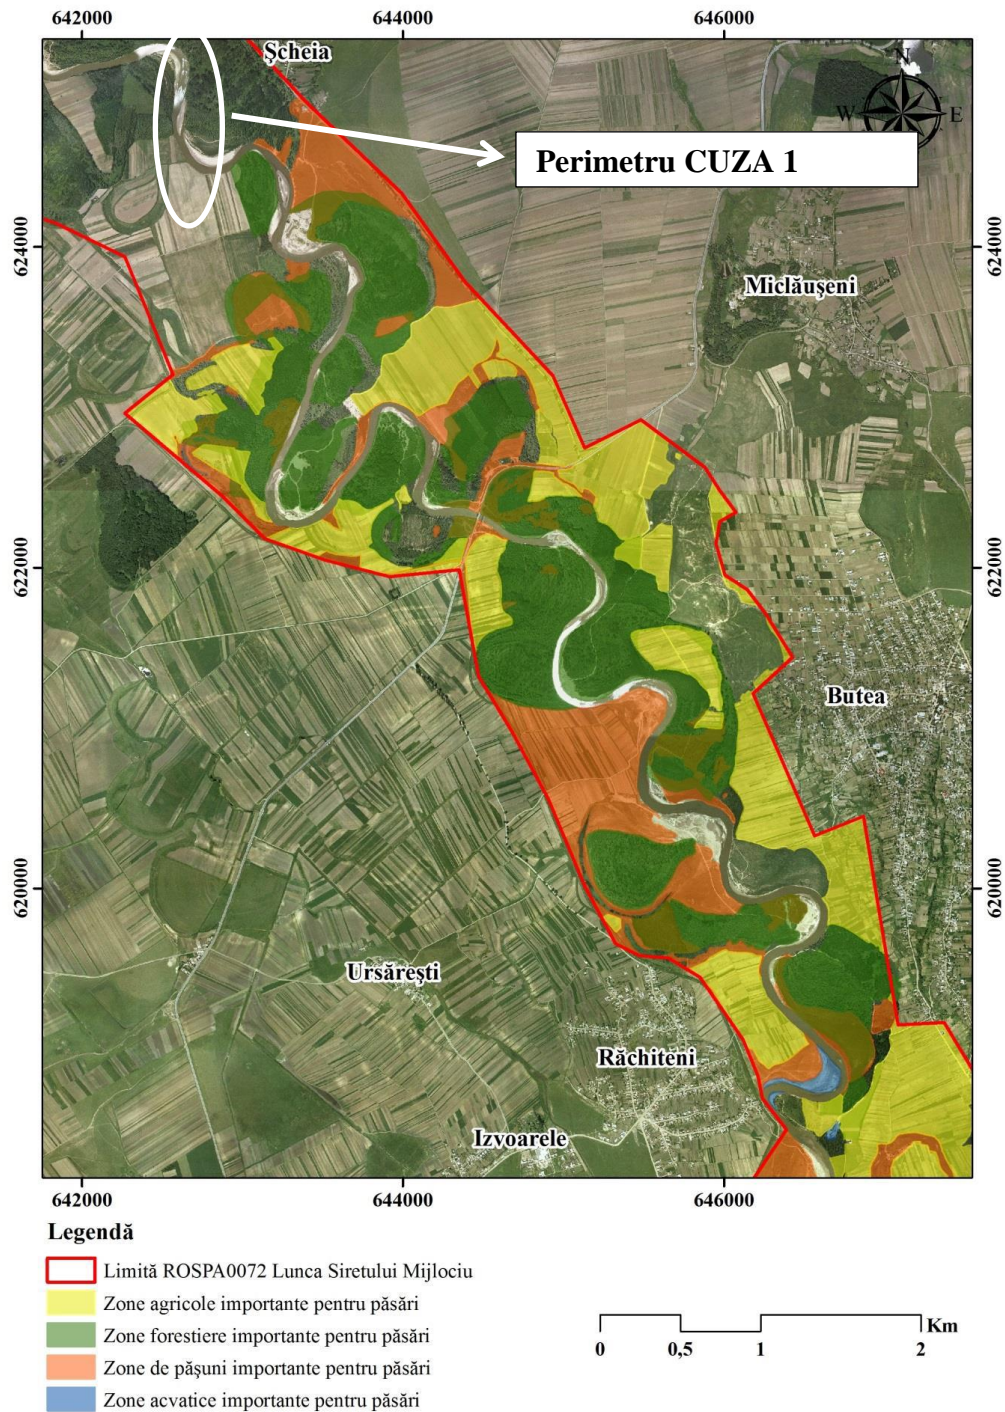 642000 644000 646000
Şcheia
N
W E
Perimetru CUZA 1
624000 624000
Miclăuşeni
622000 622000
Butea
620000 620000
Ursăreşti
Răchiteni
Izvoarele
642000 644000 646000
Legendă
Limită ROSPA0072 Lunca Siretului Mijlociu
Zone agricole importante pentru păsări
Zone forestiere importante pentru păsări
Zone de păşuni importante pentru păsări
Zone acvatice importante pentru păsări
Km
0 0,5 1 2